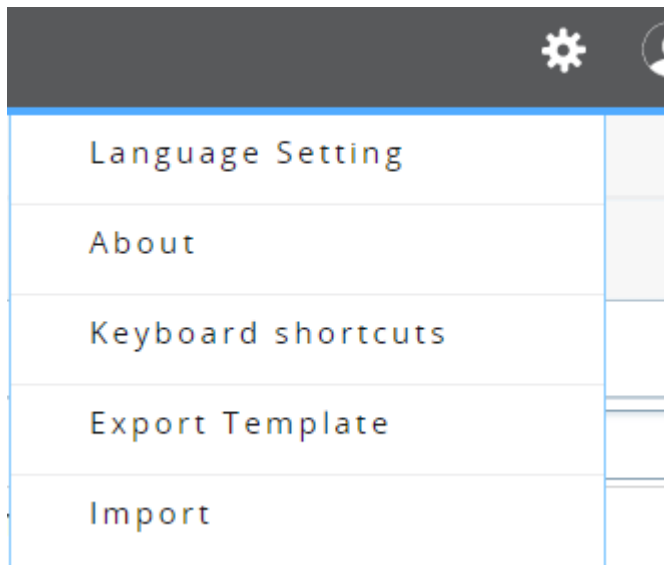 Language Setting
About
Keyboard shortcuts
Export Template
Import